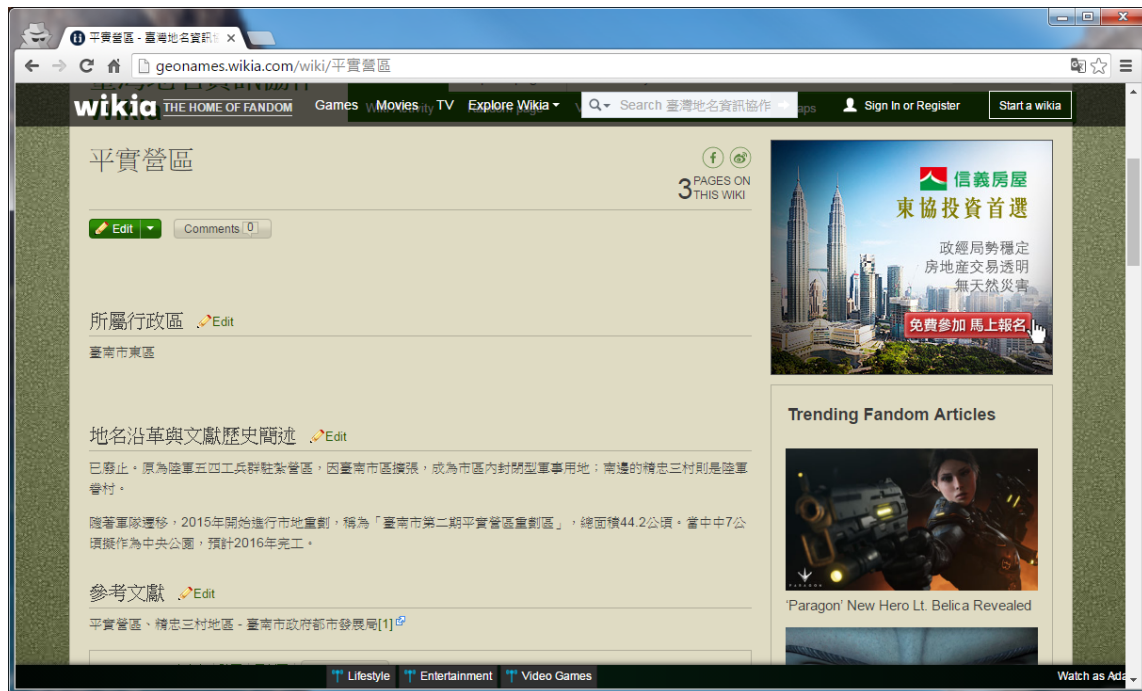 平實營區 - 臺灣地名資訊
geonames.wikia.com/wiki/平實營區
wikia THE HOME OF FANDOM Games Movies TV Explore Wikia Search 臺灣地名資訊協作 Sign In or Register Start a wikia
平實營區
3 PAGES ON THIS WIKI
Edit Comments 0
所屬行政區 Edit
臺南市東區
地名沿革與文獻歷史簡述 Edit
已廢止。原為陸軍五四工兵群駐紮營區，因臺南市區擴張，成為市區內封閉型軍事用地；南邊的精忠三村則是陸軍
眷村。
隨著軍隊遷移，2015年開始進行市地重劃，稱為「臺南市第二期平實營區重劃區」，總面積44.2公頃。當中中7公
頃擬作為中央公園，預計2016年完工。
參考文獻 Edit
平實營區、精忠三村地區 - 臺南市政府都市發展局[1]
信義房屋
東協投資首選
政經局勢穩定
房地產交易透明
無天然災害
免費參加 馬上報名
Trending Fandom Articles
PARAGON
'Paragon' New Hero Lt. Belica Revealed
Lifestyle Entertainment Video Games
Watch as Ada